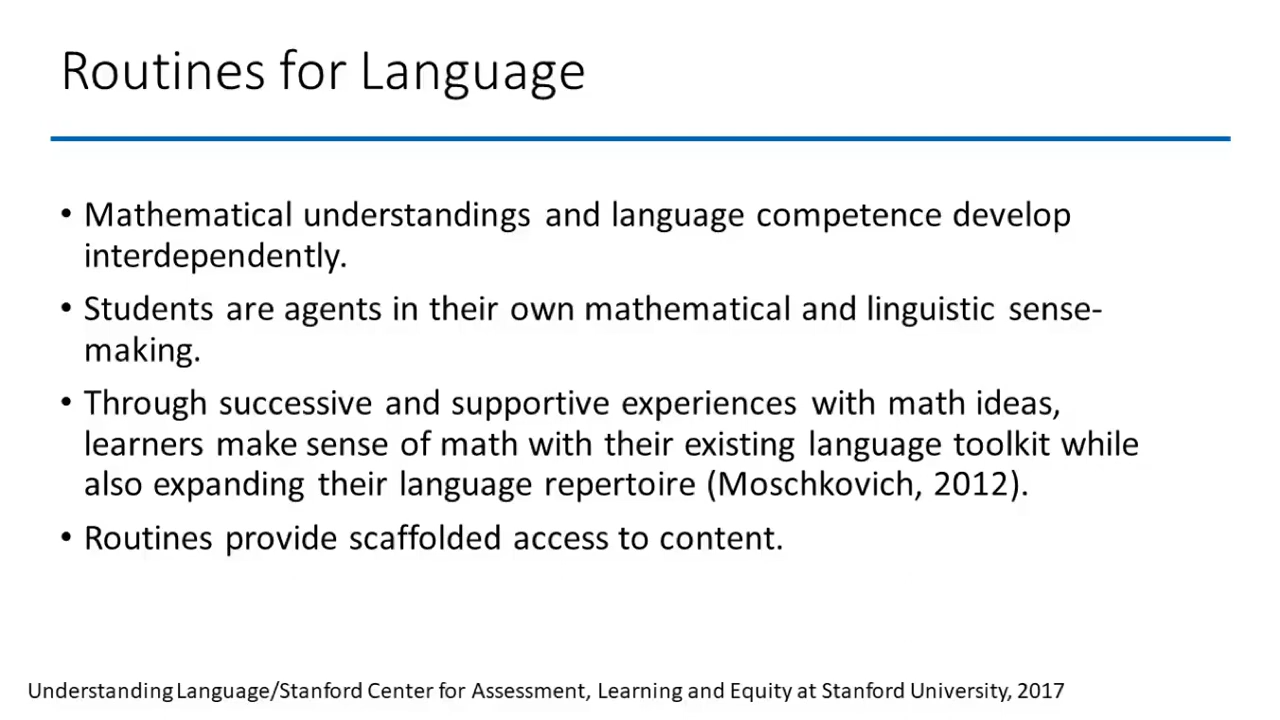 Routines for Language
• Mathematical understandings and language competence develop
interdependently.
• Students are agents in their own mathematical and linguistic sense-
making.
• Through successive and supportive experiences with math ideas,
learners make sense of math with their existing language toolkit while
also expanding their language repertoire (Moschkovich, 2012).
• Routines provide scaffolded access to content.
Understanding Language/Stanford Center for Assessment, Learning and Equity at Stanford University, 2017